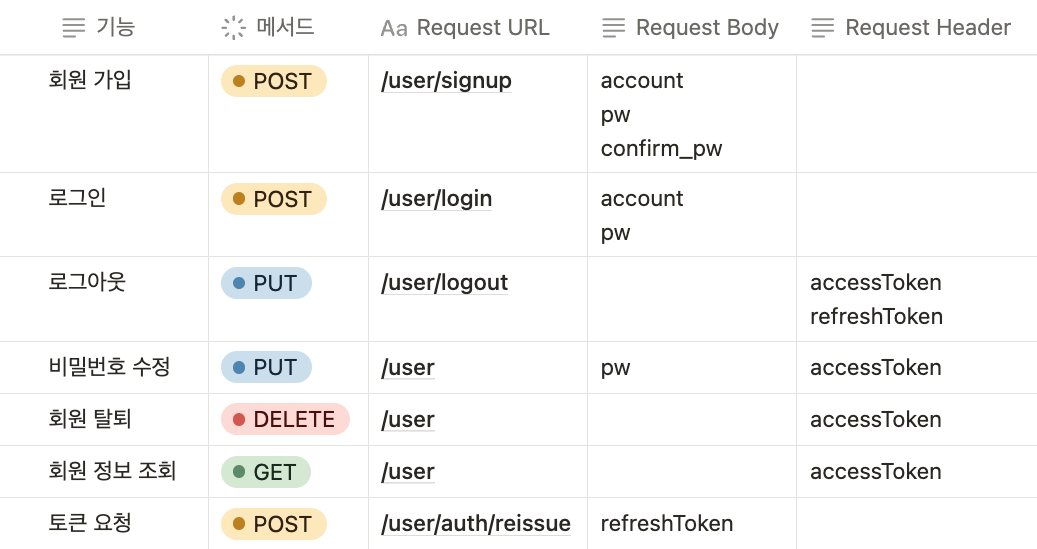 기능 메서드 Aa Request URL Request Body Request Header
회원 가입 POST /user/signup account
pw
confirm_pw
로그인 POST /user/login account
pw
로그아웃 PUT /user/logout accessToken
refreshToken
비밀번호 수정 PUT /user pw accessToken
회원 탈퇴 DELETE /user accessToken
회원 정보 조회 GET /user accessToken
토큰 요청 POST /user/auth/reissue refreshToken